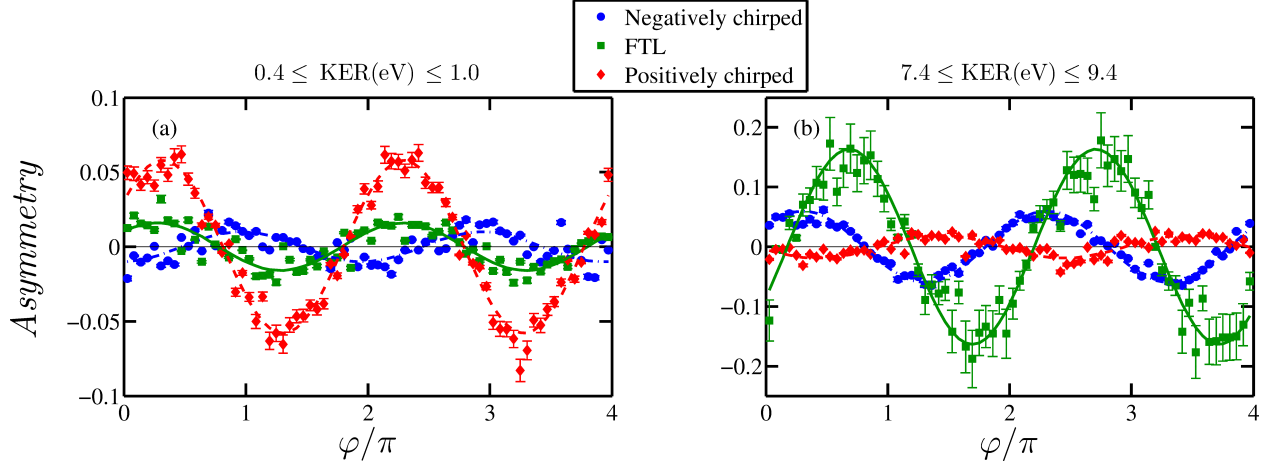 Negatively chirped
FTL
Positively chirped
0.4 ≤ KER(eV) ≤ 1.0
7.4 ≤ KER(eV) ≤ 9.4
Asymmetry
(a)
0.1
0.05
0
−0.05
−0.1
0 1 2 3 4
φ/π
(b)
0.2
0.1
0
−0.1
−0.2
0 1 2 3 4
φ/π